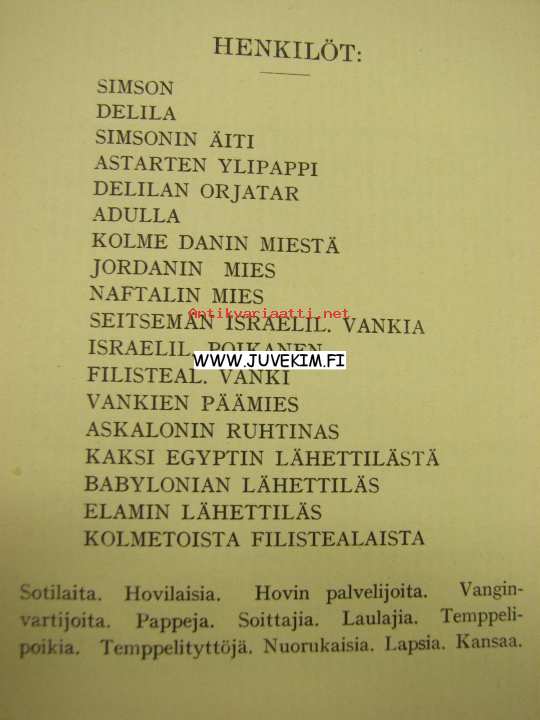 HENKILÖT:
SIMSON
DELILA
SIMSONIN ÄITI
ASTARTEN YLIPAPPI
DELILAN ORJATAR
ADULLA
KOLME DANIN MIESTÄ
JORDANIN MIES
NAFTALIN MIES
Antikvariaatti.net
SEITSEMÄN ISRAELIL. VANKIA
ISRAELIL. POIKANEN
WWW.JUVEKIM.FI
FILISTEAL. VANKI
VANKIEN PÄÄMIES
ASKALONIN RUHTINAS
KAKSI EGYPTIN LÄHETTILÄSTÄ
BABYLONIAN LÄHETTILÄS
ELAMIN LÄHETTILÄS
KOLMETOISTA FILISTEALAISTA
Sotilaita. Hovilaisia. Hovin palvelijoita. Vangin-
vartijoita. Pappeja. Soittajia. Laulajia. Temppeli-
poikia. Temppelityttöjä. Nuorukaisia. Lapsia. Kansaa.